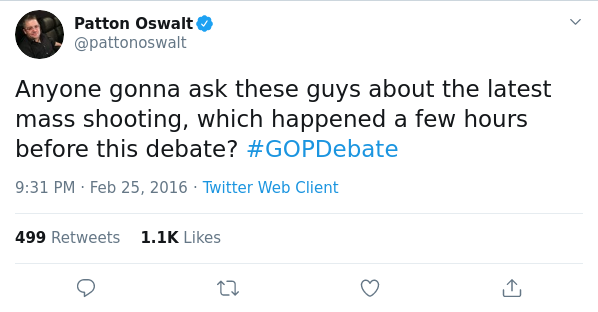 Patton Oswalt
@pattonoswalt
Anyone gonna ask these guys about the latest
mass shooting, which happened a few hours
before this debate? #GOPDebate
9:31 PM · Feb 25, 2016 · Twitter Web Client
499 Retweets 1.1K Likes